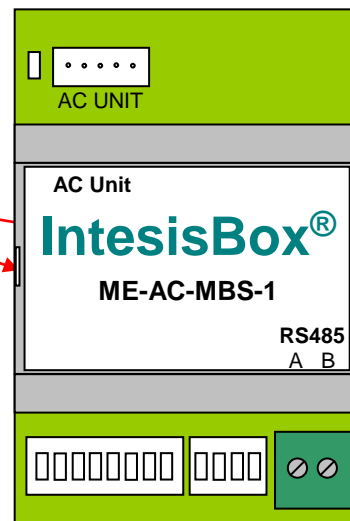 AC UNIT
AC Unit
IntesisBox®
ME-AC-MBS-1
RS485
A B